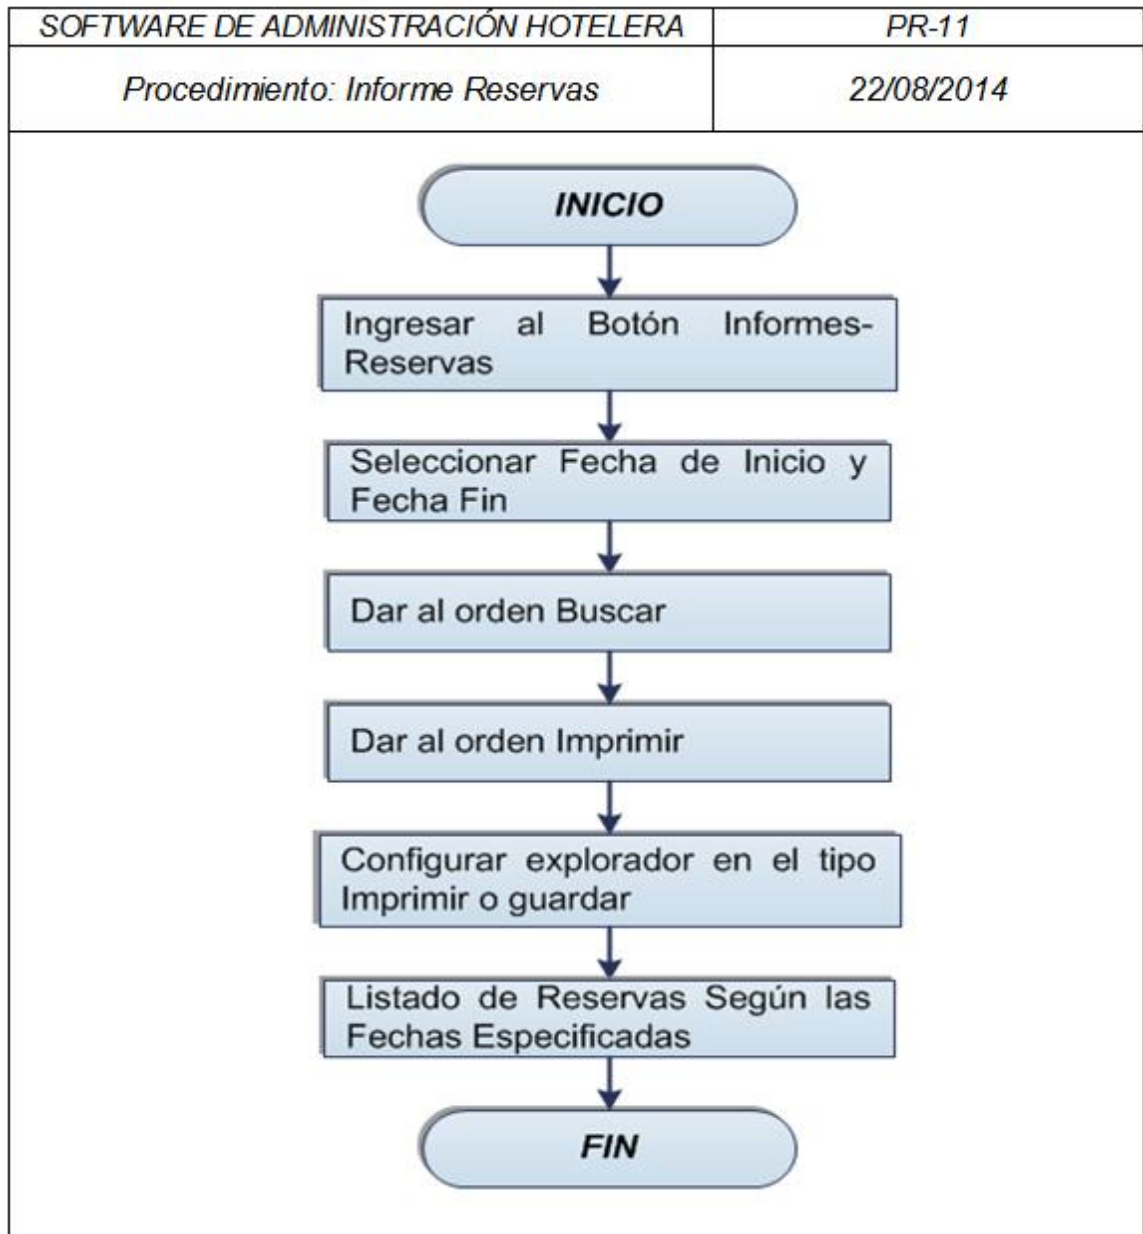 SOFTWARE DE ADMINISTRACIÓN HOTELERA PR-11
Procedimiento: Informe Reservas 22/08/2014
INICIO
Ingresar al Botón Informes-
Reservas
Seleccionar Fecha de Inicio y
Fecha Fin
Dar al orden Buscar
Dar al orden Imprimir
Configurar explorador en el tipo
Imprimir o guardar
Listado de Reservas Según las
Fechas Especificadas
FIN